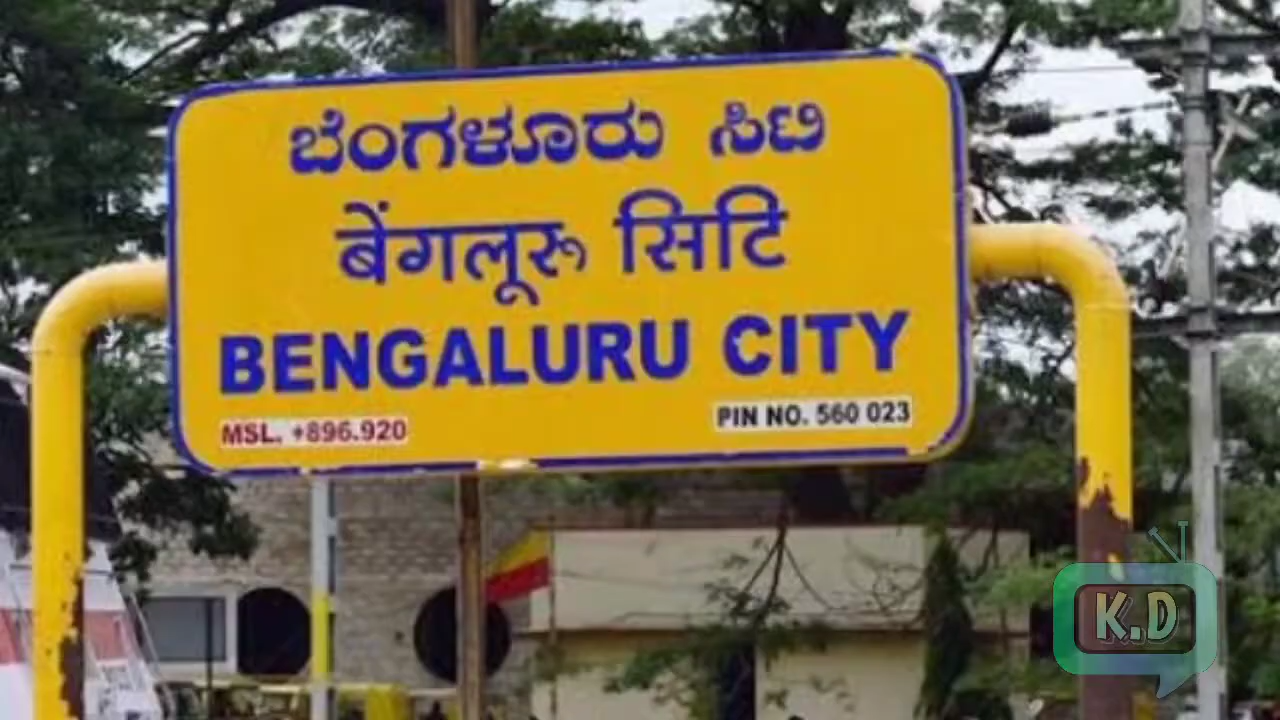 ಬೆಂಗಳೂರು ಸಿಟಿ
बेंगलूरू सिटि
BENGALURU CITY
MSL. +896.920
PIN NO. 560 023
K.D